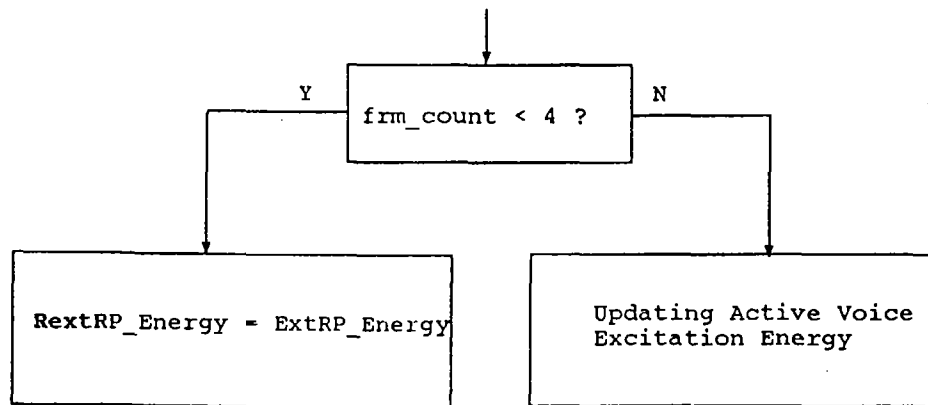 Y
frm_count < 4 ?
N
RextRP_Energy = ExtRP_Energy
Updating Active Voice
Excitation Energy